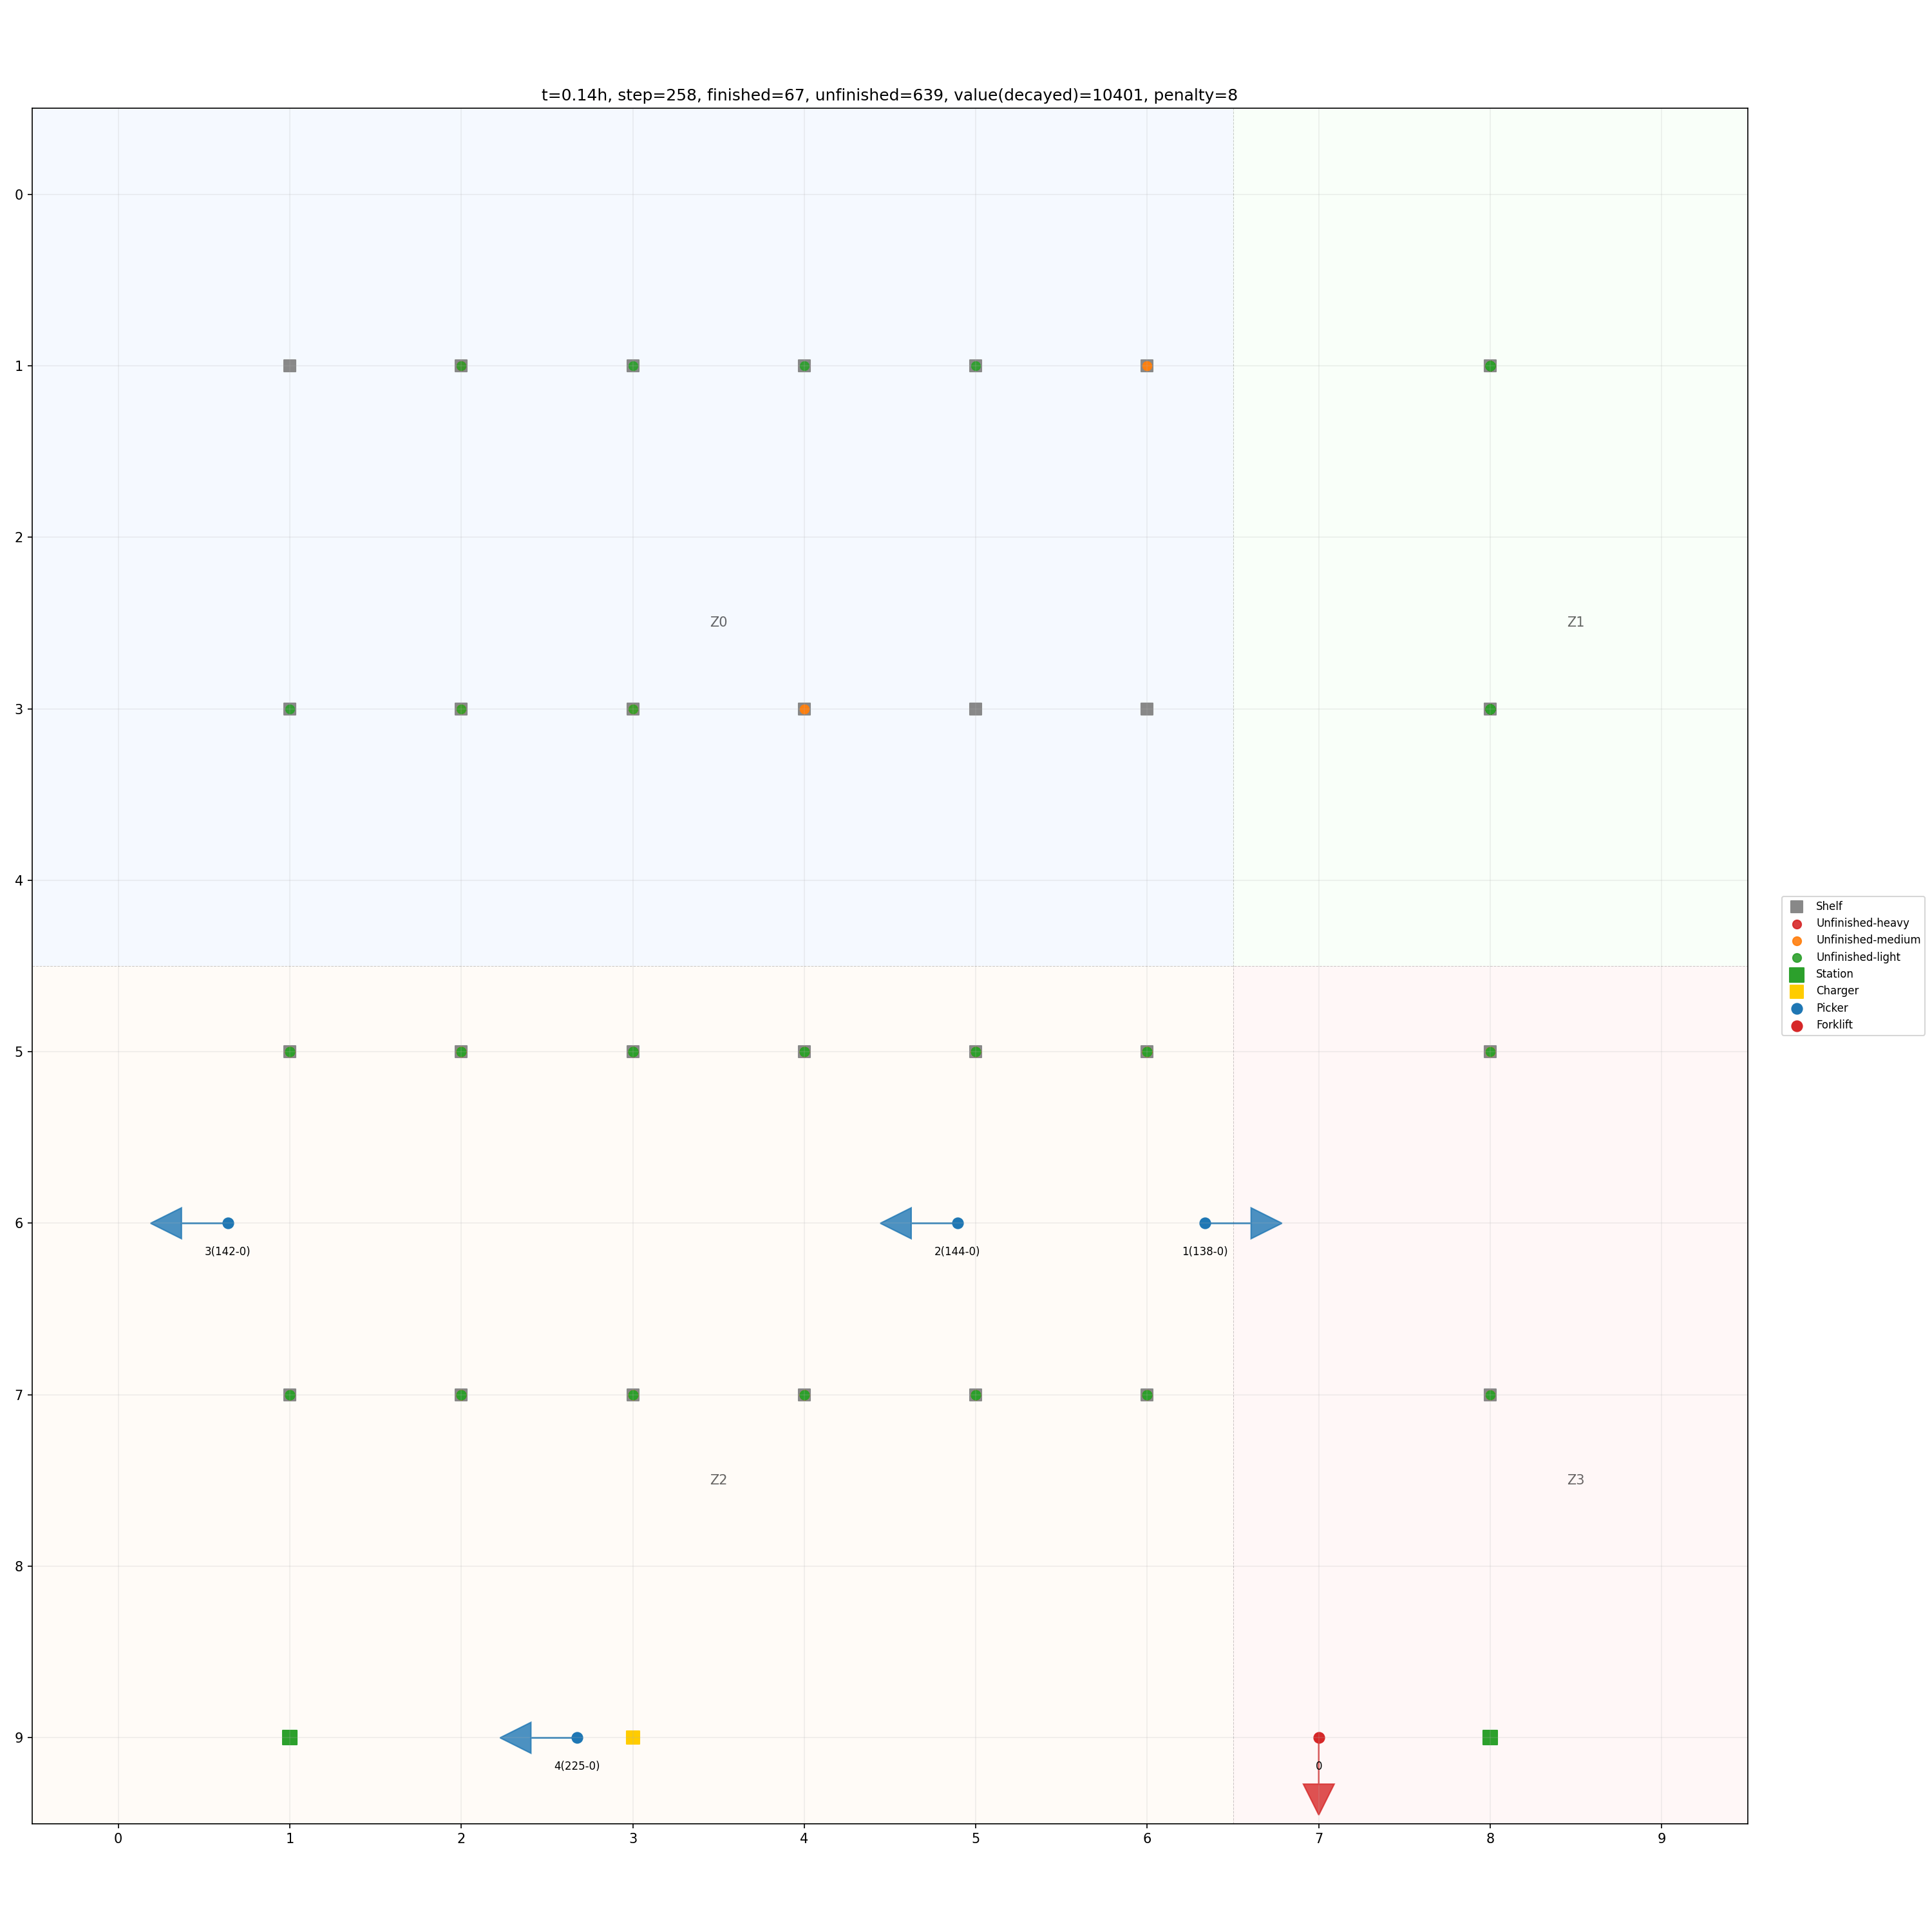 t=0.14h, step=258, finished=67, unfinished=639, value(decayed)=10401, penalty=8
0
1
2
Z0
Z1
3
4
Shelf
Unfinished-heavy
Unfinished-medium
Unfinished-light
Station
Charger
Picker
Forklift
5
6
3(142-0)
2(144-0)
1(138-0)
7
Z2
Z3
8
9
4(225-0)
0
0 1 2 3 4 5 6 7 8 9